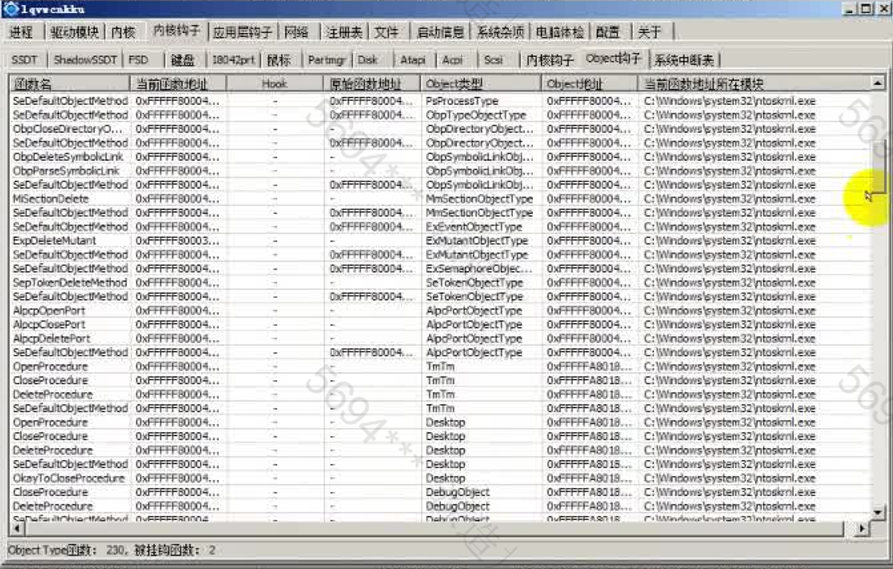 lqvwcnkku
进程 驱动模块 内核 内核钩子 应用层钩子 网络 注册表 文件 启动信息 系统杂项 电脑体检 配置 关于
SSDT ShadowSSDT FSD 键盘 I8042prt 鼠标 Partmgr Disk Atapi Acpi Scsi 内核钩子 Object钩子 系统中断表
函数名 当前函数地址 Hook 原始函数地址 Object类型 Object地址 当前函数地址所在模块
SeDefaultObjectMethod 0xFFFFF80004... - 0xFFFFF80004... PsProcessType 0xFFFFF80004... C:\Windows\system32\ntoskrnl.exe
SeDefaultObjectMethod 0xFFFFF80004... - 0xFFFFF80004... ObpTypeObjectType 0xFFFFF80004... C:\Windows\system32\ntoskrnl.exe
ObpCloseDirectoryO... 0xFFFFF80004... - - ObpDirectoryObject... 0xFFFFF80004... C:\Windows\system32\ntoskrnl.exe
SeDefaultObjectMethod 0xFFFFF80004... - 0xFFFFF80004... ObpDirectoryObject... 0xFFFFF80004... C:\Windows\system32\ntoskrnl.exe
ObpDeleteSymbolicLink 0xFFFFF80004... - - ObpSymbolicLinkObj... 0xFFFFF80004... C:\Windows\system32\ntoskrnl.exe
ObpParseSymbolicLink 0xFFFFF80004... - - ObpSymbolicLinkObj... 0xFFFFF80004... C:\Windows\system32\ntoskrnl.exe
SeDefaultObjectMethod 0xFFFFF80004... - 0xFFFFF80004... ObpSymbolicLinkObj... 0xFFFFF80004... C:\Windows\system32\ntoskrnl.exe
MiSectionDelete 0xFFFFF80004... - - MmSectionObjectType 0xFFFFF80004... C:\Windows\system32\ntoskrnl.exe
SeDefaultObjectMethod 0xFFFFF80004... - 0xFFFFF80004... MmSectionObjectType 0xFFFFF80004... C:\Windows\system32\ntoskrnl.exe
SeDefaultObjectMethod 0xFFFFF80004... - 0xFFFFF80004... ExEventObjectType 0xFFFFF80004... C:\Windows\system32\ntoskrnl.exe
ExpDeleteMutant 0xFFFFF80003... - - ExMutantObjectType 0xFFFFF80004... C:\Windows\system32\ntoskrnl.exe
SeDefaultObjectMethod 0xFFFFF80004... - 0xFFFFF80004... ExMutantObjectType 0xFFFFF80004... C:\Windows\system32\ntoskrnl.exe
SeDefaultObjectMethod 0xFFFFF80004... - 0xFFFFF80004... ExSemaphoreObjec... 0xFFFFF80004... C:\Windows\system32\ntoskrnl.exe
SepTokenDeleteMethod 0xFFFFF80004... - - SeTokenObjectType 0xFFFFF80004... C:\Windows\system32\ntoskrnl.exe
SeDefaultObjectMethod 0xFFFFF80004... - 0xFFFFF80004... SeTokenObjectType 0xFFFFF80004... C:\Windows\system32\ntoskrnl.exe
AlpcpOpenPort 0xFFFFF80004... - - AlpcPortObjectType 0xFFFFF80004... C:\Windows\system32\ntoskrnl.exe
AlpcpClosePort 0xFFFFF80004... - - AlpcPortObjectType 0xFFFFF80004... C:\Windows\system32\ntoskrnl.exe
AlpcpDeletePort 0xFFFFF80004... - - AlpcPortObjectType 0xFFFFF80004... C:\Windows\system32\ntoskrnl.exe
SeDefaultObjectMethod 0xFFFFF80004... - 0xFFFFF80004... AlpcPortObjectType 0xFFFFF80004... C:\Windows\system32\ntoskrnl.exe
OpenProcedure 0xFFFFF80004... - - TmTm 0xFFFFFA8018... C:\Windows\system32\ntoskrnl.exe
CloseProcedure 0xFFFFF80004... - - TmTm 0xFFFFFA8018... C:\Windows\system32\ntoskrnl.exe
DeleteProcedure 0xFFFFF80004... - - TmTm 0xFFFFFA8018... C:\Windows\system32\ntoskrnl.exe
SeDefaultObjectMethod 0xFFFFF80004... - - TmTm 0xFFFFFA8018... C:\Windows\system32\ntoskrnl.exe
OpenProcedure 0xFFFFF80004... - - Desktop 0xFFFFFA8018... C:\Windows\system32\ntoskrnl.exe
CloseProcedure 0xFFFFF80004... - - Desktop 0xFFFFFA8018... C:\Windows\system32\ntoskrnl.exe
DeleteProcedure 0xFFFFF80004... - - Desktop 0xFFFFFA8018... C:\Windows\system32\ntoskrnl.exe
SeDefaultObjectMethod 0xFFFFF80004... - - Desktop 0xFFFFFA8018... C:\Windows\system32\ntoskrnl.exe
OkayToCloseProcedure 0xFFFFF80004... - - Desktop 0xFFFFFA8018... C:\Windows\system32\ntoskrnl.exe
CloseProcedure 0xFFFFF80004... - - DebugObject 0xFFFFFA8018... C:\Windows\system32\ntoskrnl.exe
DeleteProcedure 0xFFFFF80004... - - DebugObject 0xFFFFFA8018... C:\Windows\system32\ntoskrnl.exe
SeDefaultObjectMethod 0xFFFFF80004... - - DebugObject 0xFFFFFA8018... C:\Windows\system32\ntoskrnl.exe
Object Type函数： 230，被挂钩函数： 2
5694***
5694***